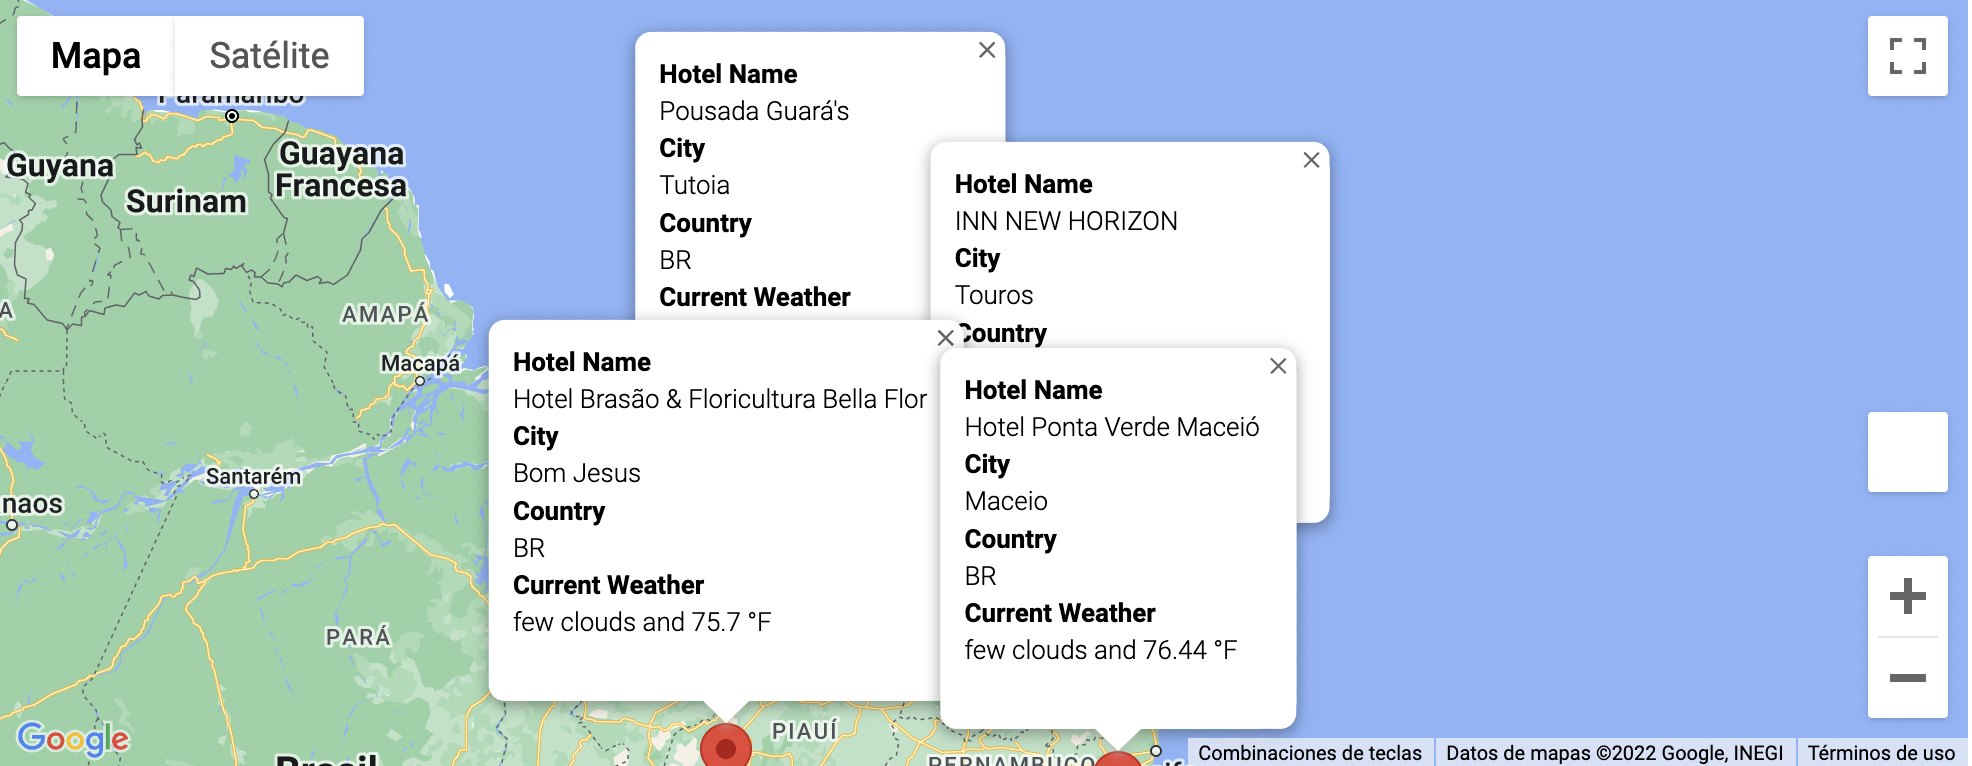 Mapa
Satélite
Paramaribo
Guyana
Surinam
Guayana
Francesa
AMAPÁ
Macapá
Santarém
naos
PARÁ
PIAUÍ
PERNAMBUCO
Brasil
Hotel Name
Pousada Guará's
City
Tutoia
Country
BR
Current Weather
Hotel Name
INN NEW HORIZON
City
Touros
Country
Hotel Name
Hotel Brasão & Floricultura Bella Flor
City
Bom Jesus
Country
BR
Current Weather
few clouds and 75.7 °F
Hotel Name
Hotel Ponta Verde Maceió
City
Maceio
Country
BR
Current Weather
few clouds and 76.44 °F
Google
Combinaciones de teclas
Datos de mapas ©2022 Google, INEGI
Términos de uso